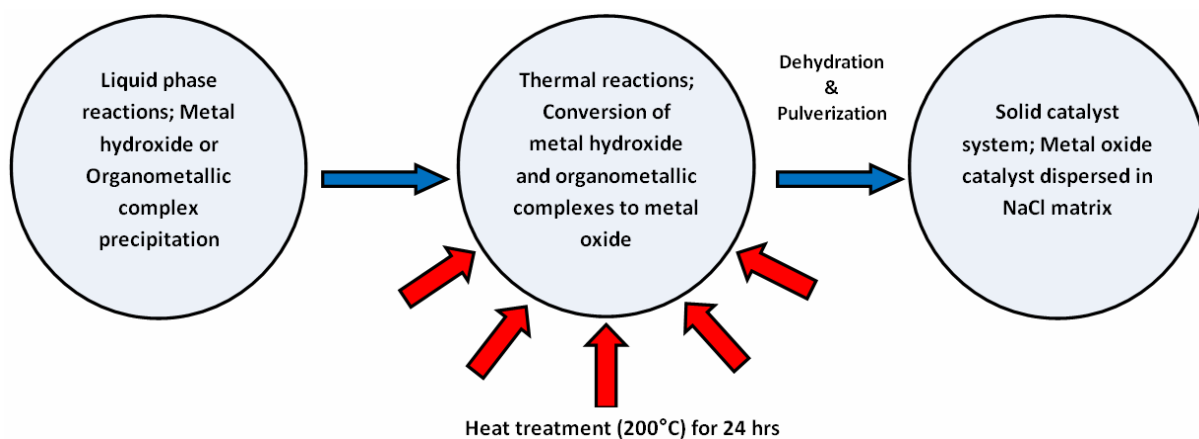 Liquid phase
reactions; Metal
hydroxide or
Organometallic
complex
precipitation
Thermal reactions;
Conversion of
metal hydroxide
and organometallic
complexes to metal
oxide
Dehydration
&
Pulverization
Solid catalyst
system; Metal oxide
catalyst dispersed in
NaCl matrix
Heat treatment (200°C) for 24 hrs